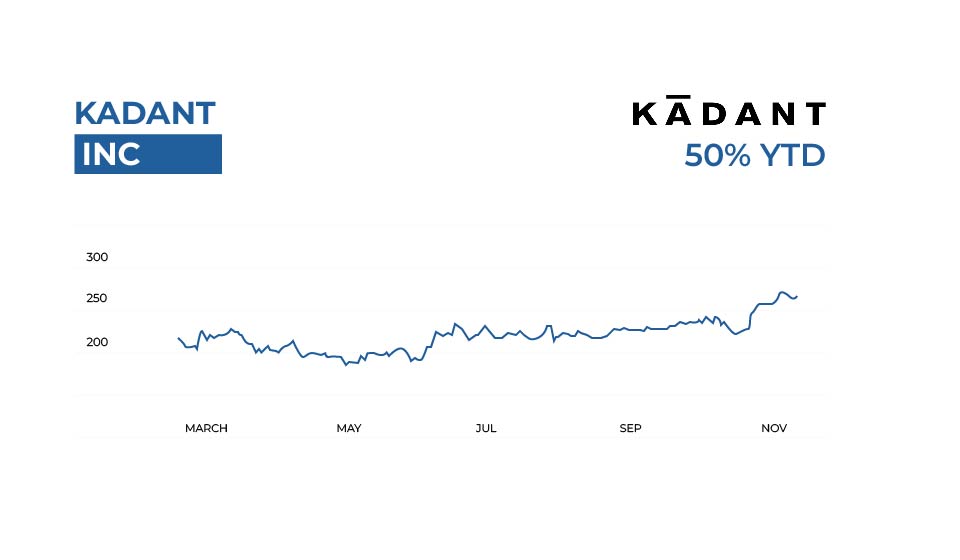 KADANT
INC
KĀDANT
50% YTD
300
250
200
MARCH MAY JUL SEP NOV